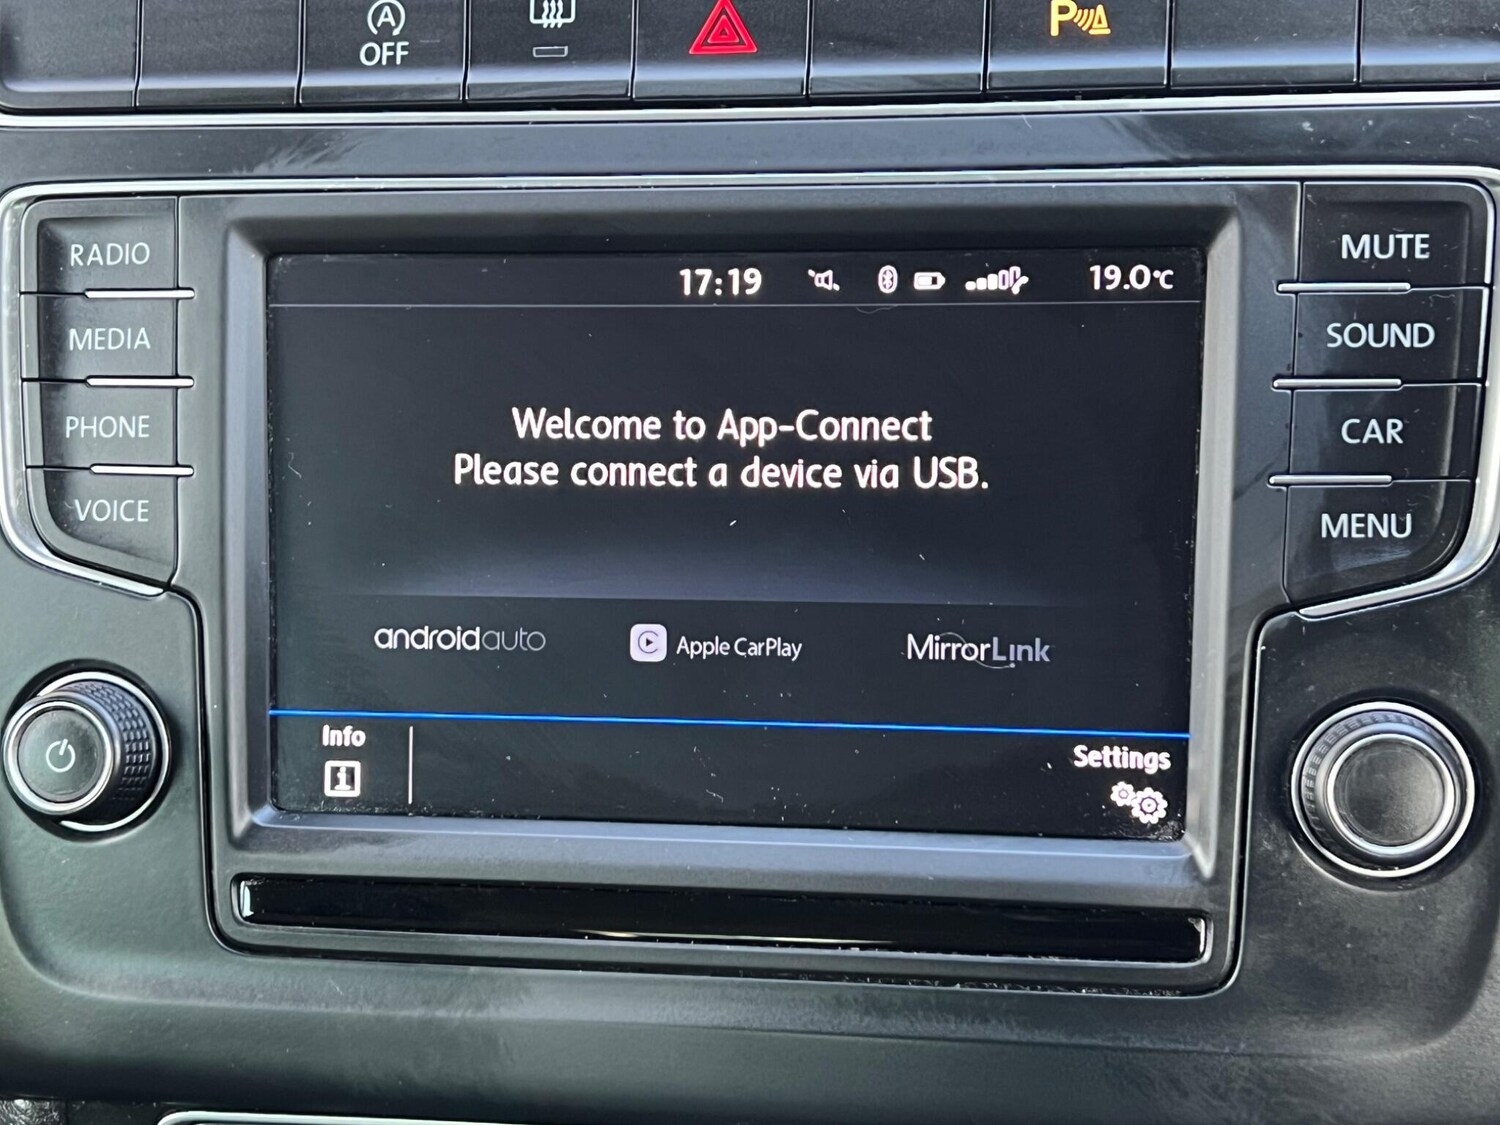 A
OFF
P
RADIO
MEDIA
PHONE
VOICE
17:19
19.0°C
Welcome to App-Connect
Please connect a device via USB.
androidauto
Apple CarPlay
MirrorLink
Info
i
Settings
MUTE
SOUND
CAR
MENU